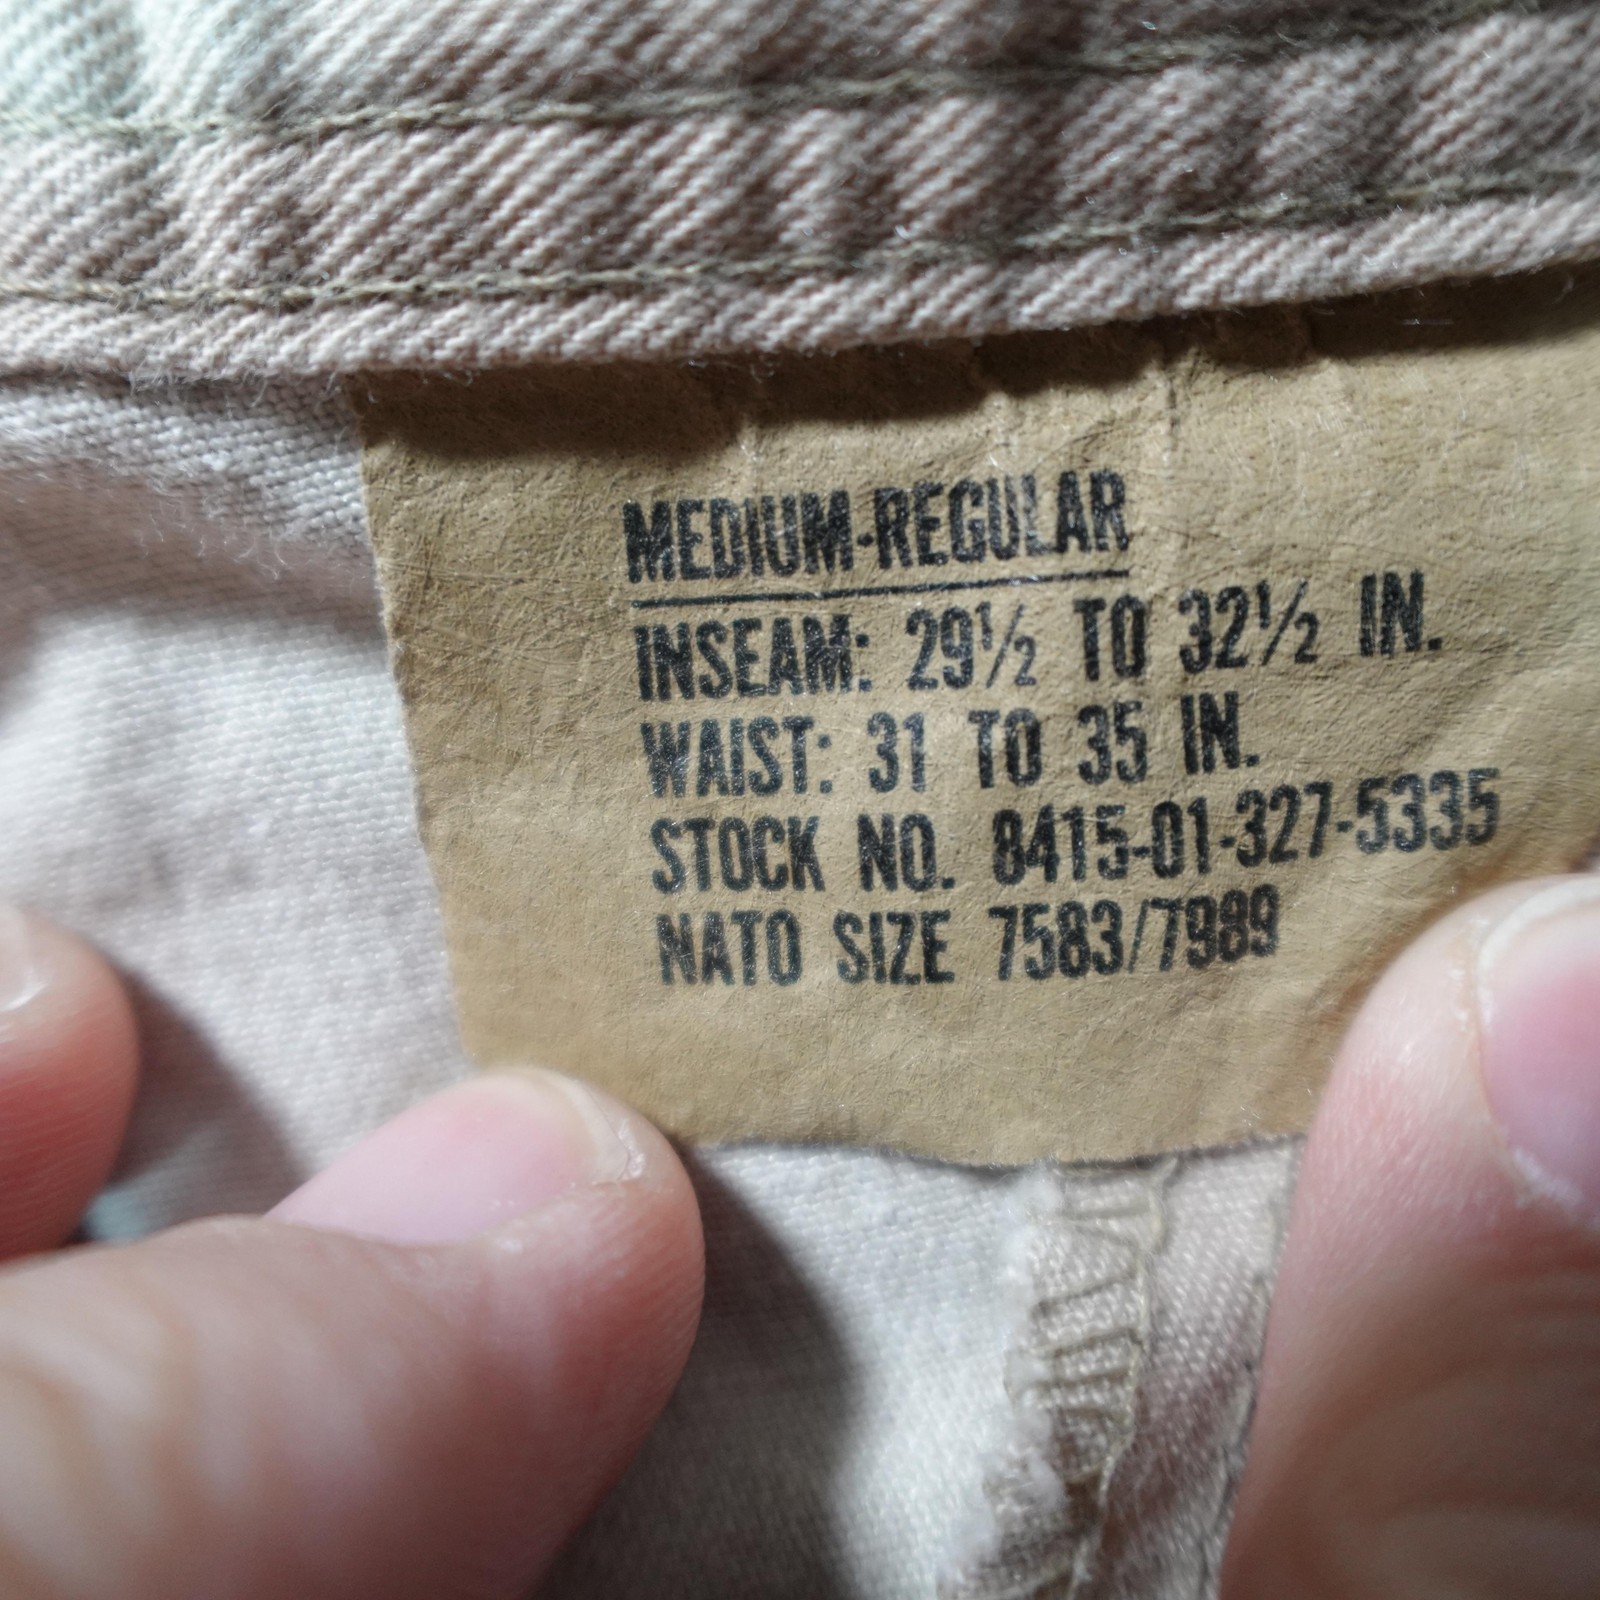 MEDIUM-REGULAR
INSEAM: 29½ TO 32½ IN.
WAIST: 31 TO 35 IN.
STOCK NO. 8415-01-327-5335
NATO SIZE 7583/7989